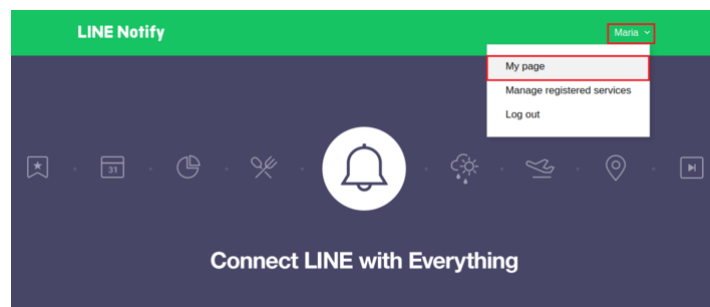 LINE Notify
Maria
My page
Manage registered services
Log out
31
Connect LINE with Everything